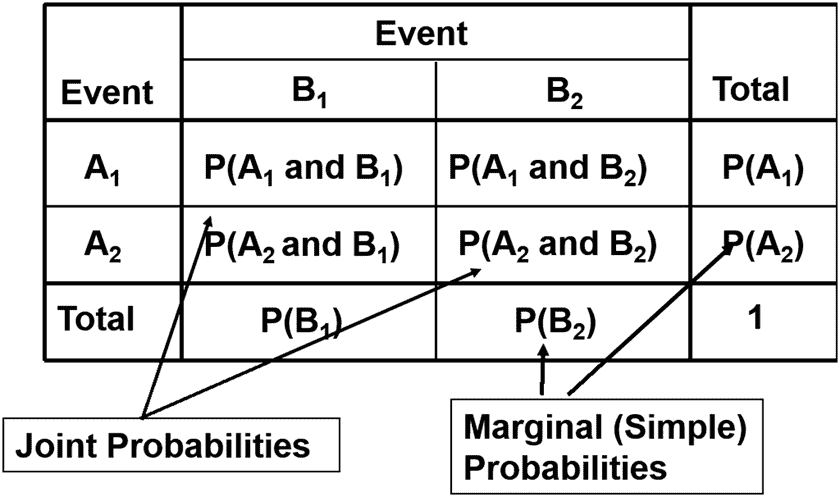 Event
Event B₁ B₂ Total
A₁ P(A₁ and B₁) P(A₁ and B₂) P(A₁)
A₂ P(A₂ and B₁) P(A₂ and B₂) P(A₂)
Total P(B₁) P(B₂) 1
Joint Probabilities
Marginal (Simple)
Probabilities